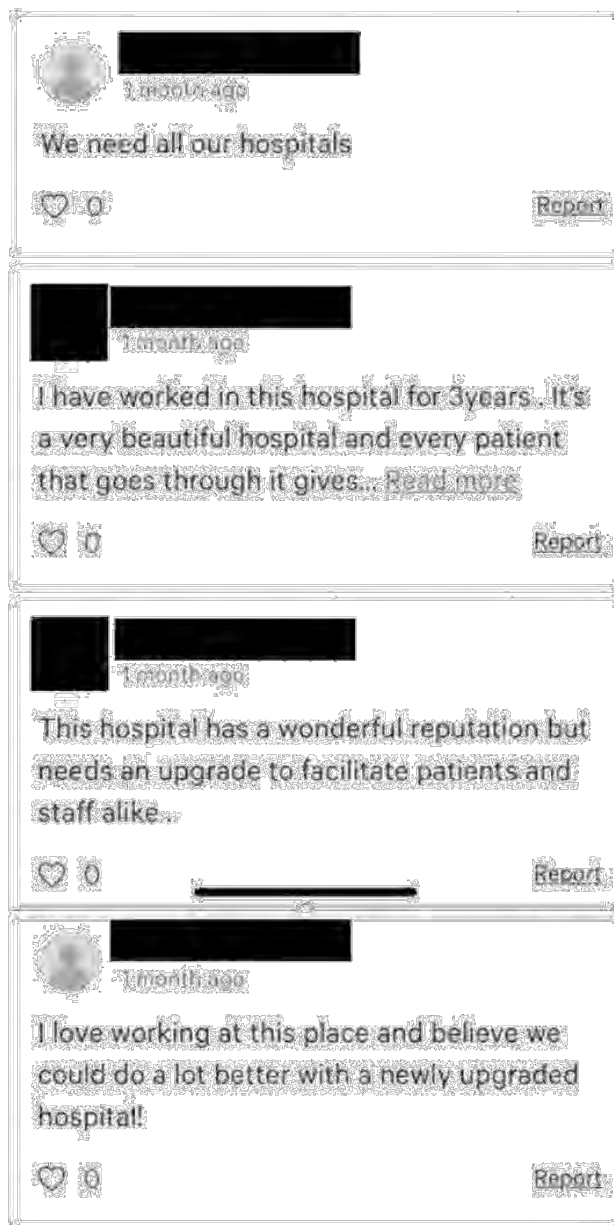 1 month ago
We need all our hospitals
0
Report
1 month ago
I have worked in this hospital for 3years . It's
a very beautiful hospital and every patient
that goes through it gives... Read more
0
Report
1 month ago
This hospital has a wonderful reputation but
needs an upgrade to facilitate patients and
staff alike..
0
Report
1 month ago
I love working at this place and believe we
could do a lot better with a newly upgraded
hospital!
0
Report